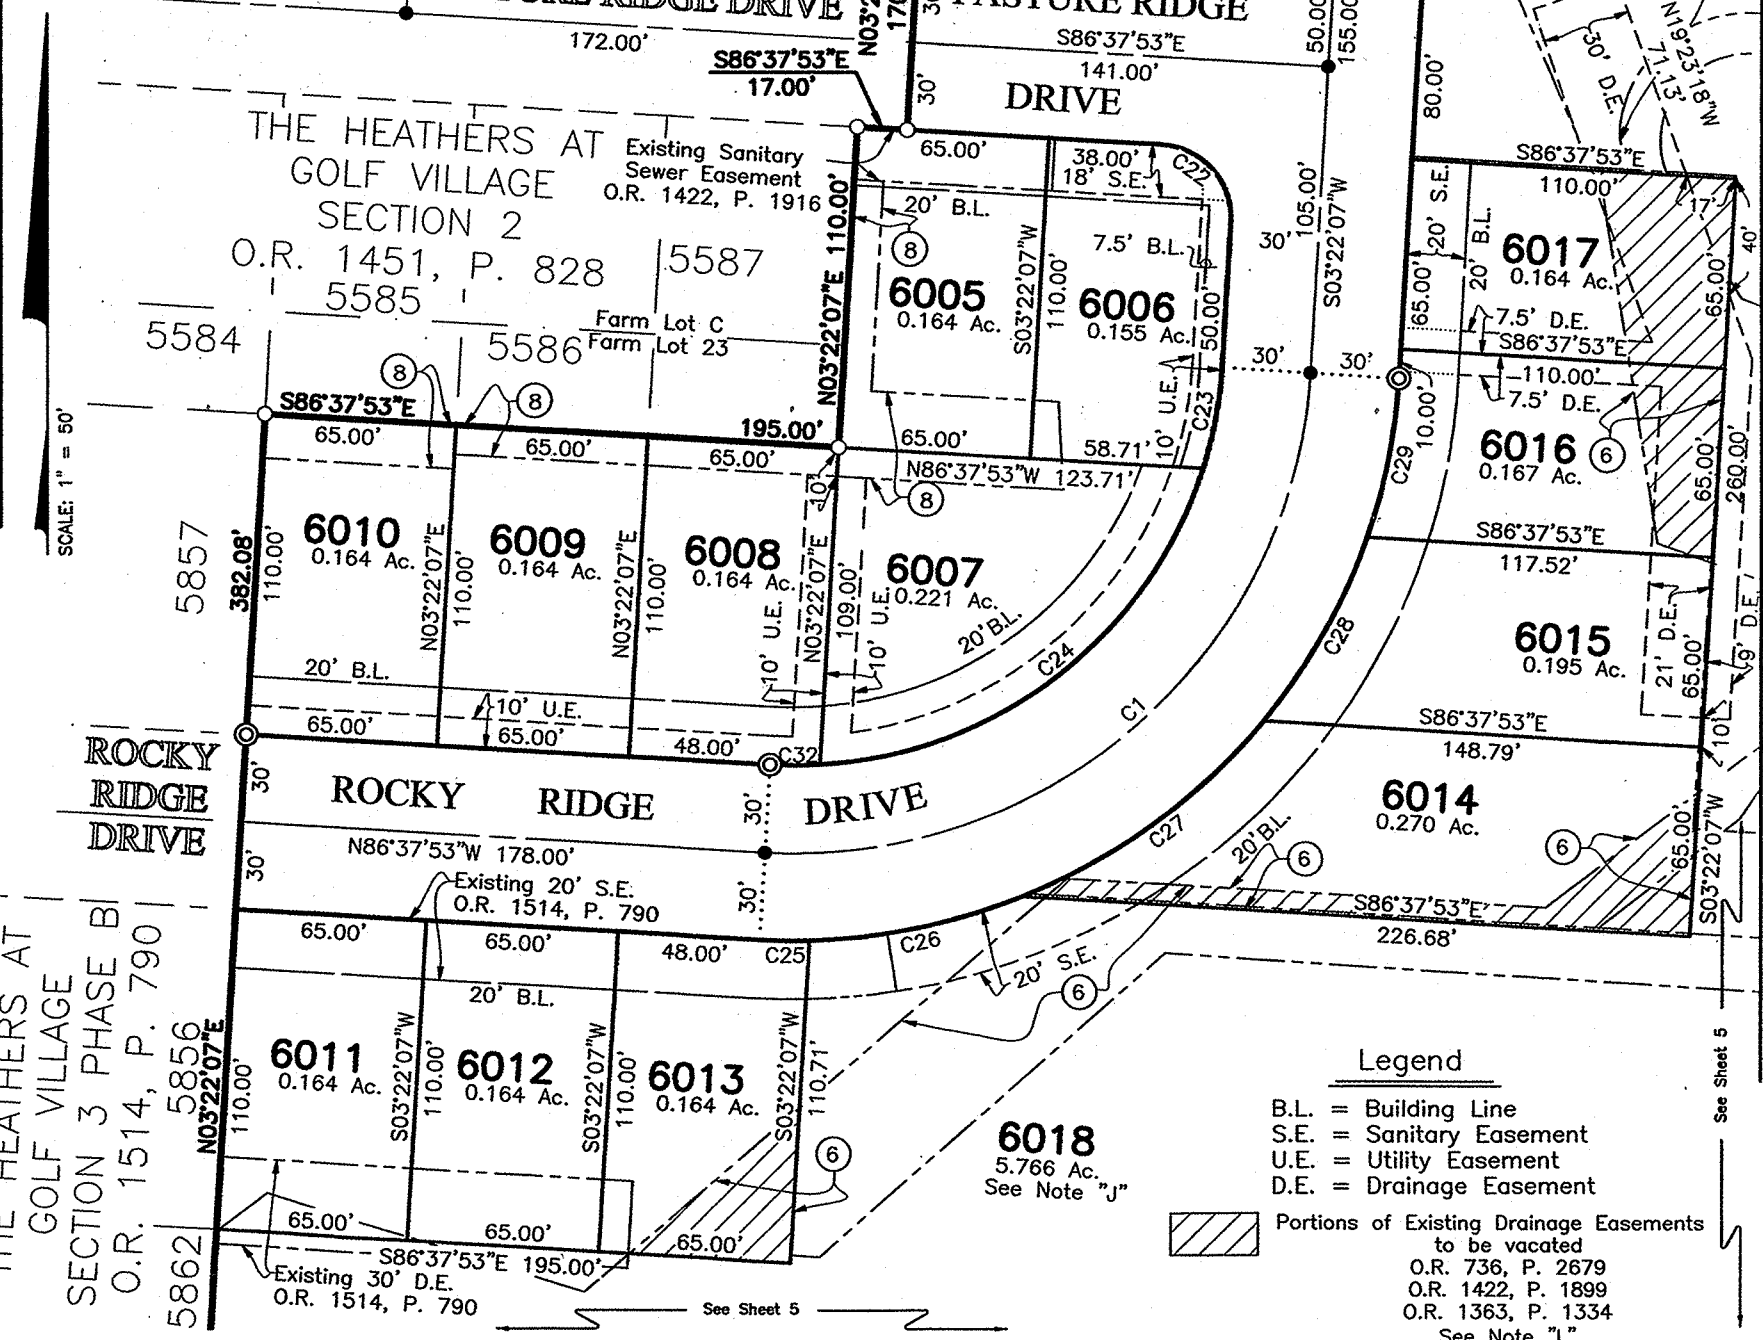 TURE RIDGE DRIVE
172.00'
S86°37'53"E
17.00'
PASTURE RIDGE
S86°37'53"E
141.00'
DRIVE
30'
50.00'
155.00'
80.00'
30' D.E.
N19°23'18"W
71.13'
THE HEATHERS AT
GOLF VILLAGE
SECTION 2
O.R. 1451, P. 828
5584
5585
5586
5587
Farm Lot C
Farm Lot 23
Existing Sanitary
Sewer Easement
O.R. 1422, P. 1916
N03°22'07"E 110.00'
65.00'
38.00'
18' S.E.
C22
20' B.L.
8
7.5' B.L.
6005
0.164 Ac.
S03°22'07"W
110.00'
6006
0.155 Ac.
50.00'
10' U.E.
C23
65.00'
58.71'
N86°37'53"W 123.71'
8
30'
105.00'
S03°22'07"W
30'
30'
S86°37'53"E
110.00'
17'
40'
20' S.E.
20' B.L.
6017
0.164 Ac.
65.00'
65.00'
7.5' D.E.
S86°37'53"E
110.00'
7.5' D.E.
10.00'
C29
6016
0.167 Ac.
6
65.00'
260.00'
S86°37'53"E
117.52'
6015
0.195 Ac.
21' D.E.
65.00'
9' D.E.
10'
S86°37'53"E
148.79'
6014
0.270 Ac.
6
65.00'
S03°22'07"W
20' B.L.
6
S86°37'53"E
226.68'
SCALE: 1" = 50'
8
8
S86°37'53"E
195.00'
65.00'
65.00'
65.00'
5857
382.08'
110.00'
6010
0.164 Ac.
N03°22'07"E
110.00'
6009
0.164 Ac.
N03°22'07"E
110.00'
6008
0.164 Ac.
10'
10' U.E.
N03°22'07"E
109.00'
10' U.E.
6007
0.221 Ac.
20' B.L.
C24
C1
C28
C27
20' B.L.
10' U.E.
65.00'
65.00'
48.00'
C32
ROCKY
RIDGE
DRIVE
30'
30'
ROCKY RIDGE DRIVE
30'
30'
N86°37'53"W 178.00'
Existing 20' S.E.
O.R. 1514, P. 790
65.00'
65.00'
48.00'
C25
C26
20' B.L.
20' S.E.
6
THE HEATHERS AT
GOLF VILLAGE
SECTION 3 PHASE B
O.R. 1514, P. 790
5856
5862
N03°22'07"E
110.00'
6011
0.164 Ac.
S03°22'07"W
110.00'
6012
0.164 Ac.
S03°22'07"W
110.00'
6013
0.164 Ac.
S03°22'07"W
110.71'
6
6018
5.766 Ac.
See Note "J"
65.00'
65.00'
65.00'
S86°37'53"E 195.00'
Existing 30' D.E.
O.R. 1514, P. 790
See Sheet 5
See Sheet 5
Legend
B.L. = Building Line
S.E. = Sanitary Easement
U.E. = Utility Easement
D.E. = Drainage Easement
Portions of Existing Drainage Easements
to be vacated
O.R. 736, P. 2679
O.R. 1422, P. 1899
O.R. 1363, P. 1334
See Note "L"